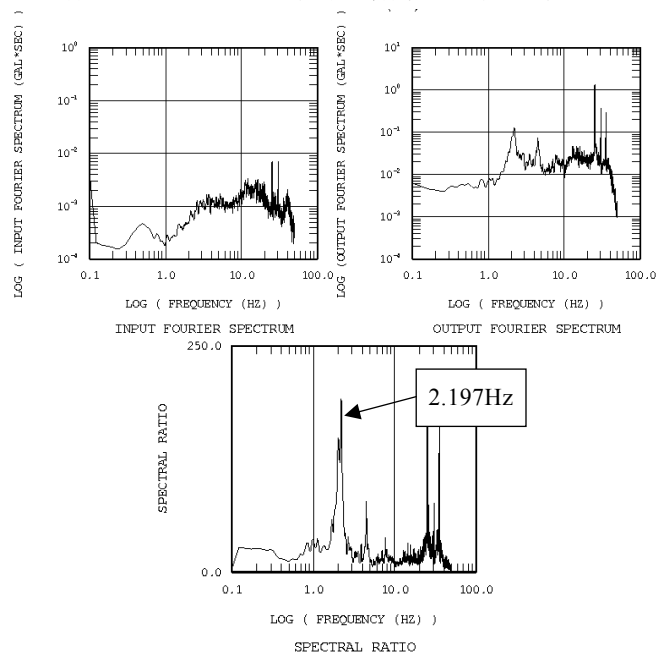 LOG ( INPUT FOURIER SPECTRUM (GAL*SEC) )
10⁰
10⁻¹
10⁻²
10⁻³
10⁻⁴
0.1
1.0
10.0
100.0
LOG ( FREQUENCY (HZ) )
INPUT FOURIER SPECTRUM
LOG (OUTPUT FOURIER SPECTRUM (GAL*SEC) )
10¹
10⁰
10⁻¹
10⁻²
10⁻³
10⁻⁴
0.1
1.0
10.0
100.0
LOG ( FREQUENCY (HZ) )
OUTPUT FOURIER SPECTRUM
SPECTRAL RATIO
250.0
0.0
2.197Hz
0.1
1.0
10.0
100.0
LOG ( FREQUENCY (HZ) )
SPECTRAL RATIO